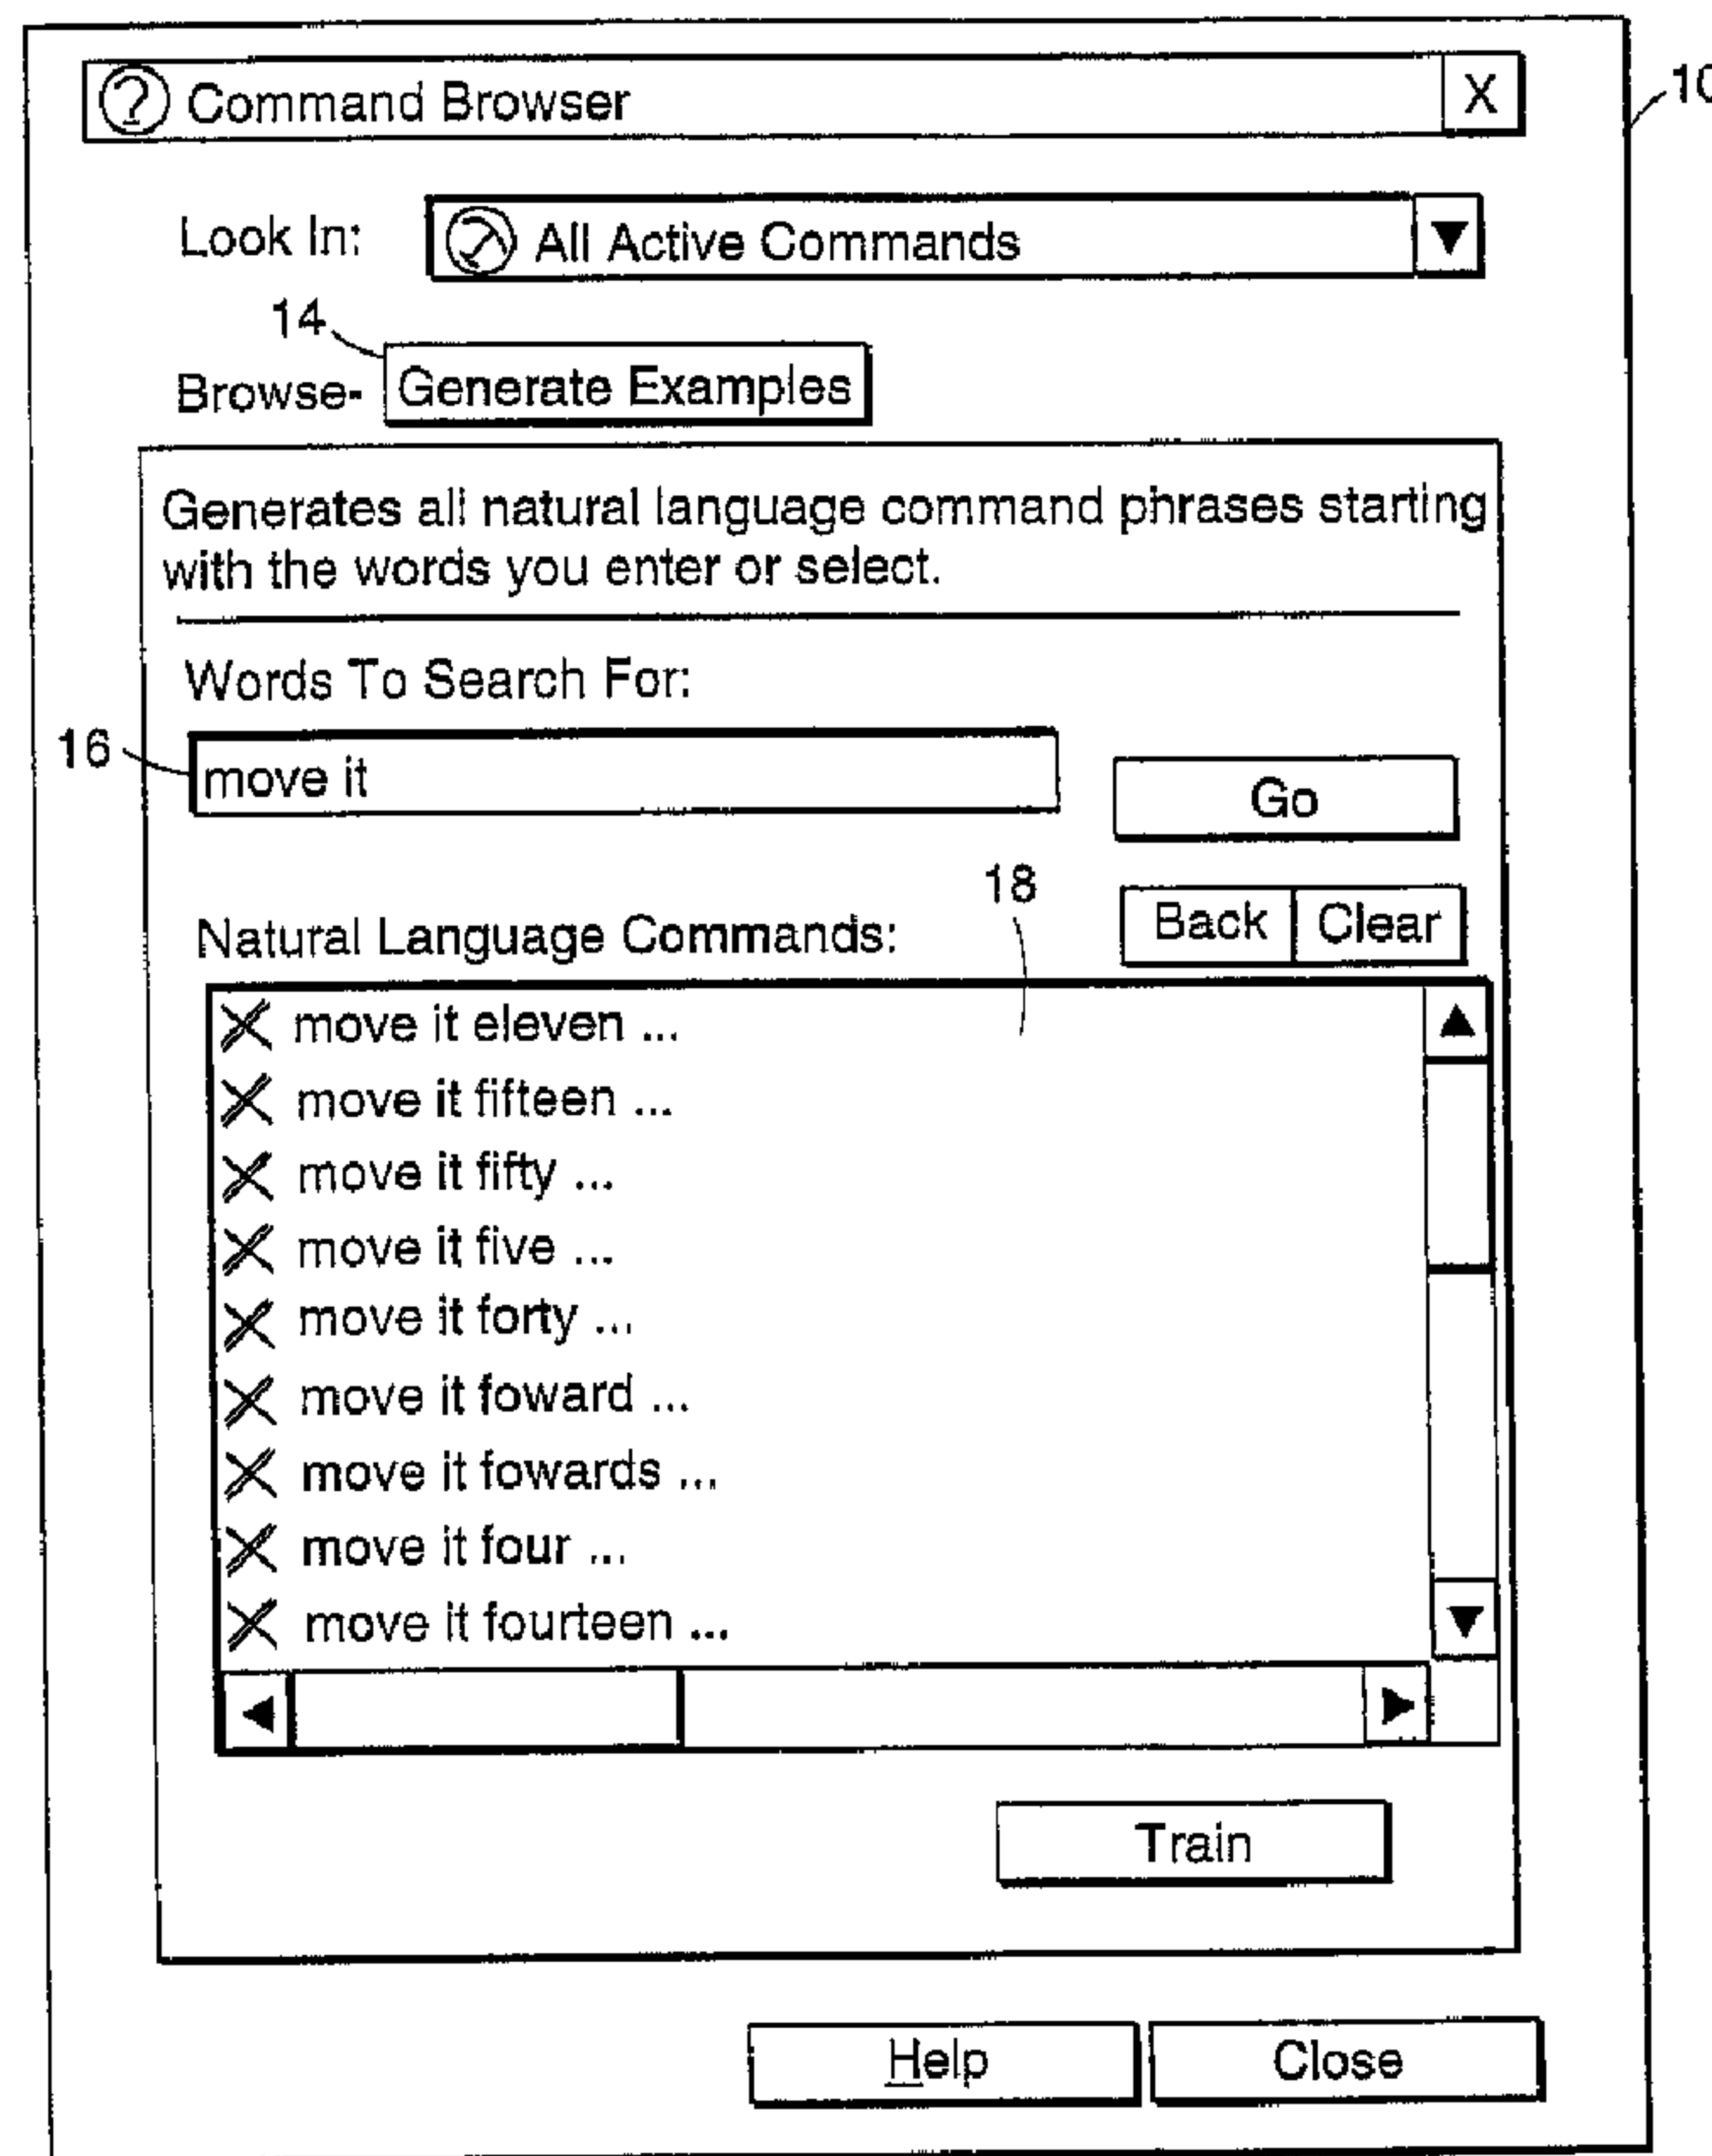 ? Command Browser X
10
Look In: All Active Commands
14
Browse- Generate Examples
Generates all natural language command phrases starting
with the words you enter or select.
Words To Search For:
16
move it
Go
18
Back Clear
Natural Language Commands:
move it eleven ...
move it fifteen ...
move it fifty ...
move it five ...
move it forty ...
move it foward ...
move it fowards ...
move it four ...
move it fourteen ...
Train
Help Close